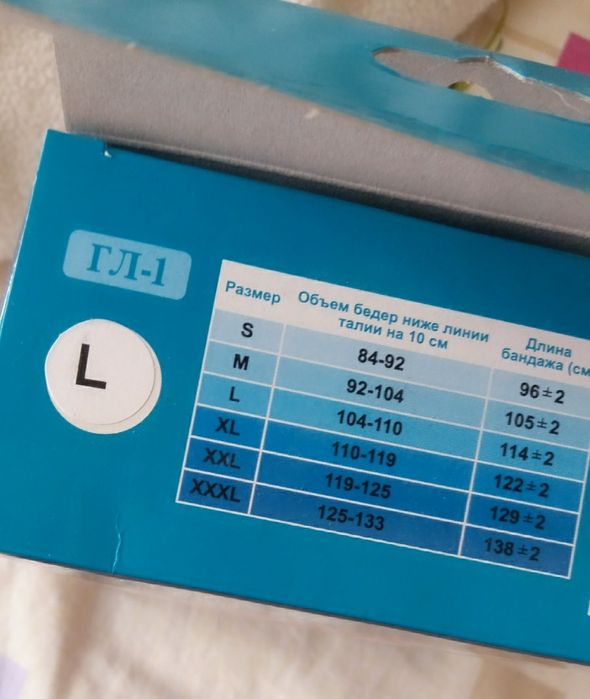 ГЛ-1
L
Размер Объем бедер ниже линии талии на 10 см Длина бандажа (см
S 84-92 96±2
M 92-104 105±2
L 104-110 114±2
XL 110-119 122±2
XXL 119-125 129±2
XXXL 125-133 138±2